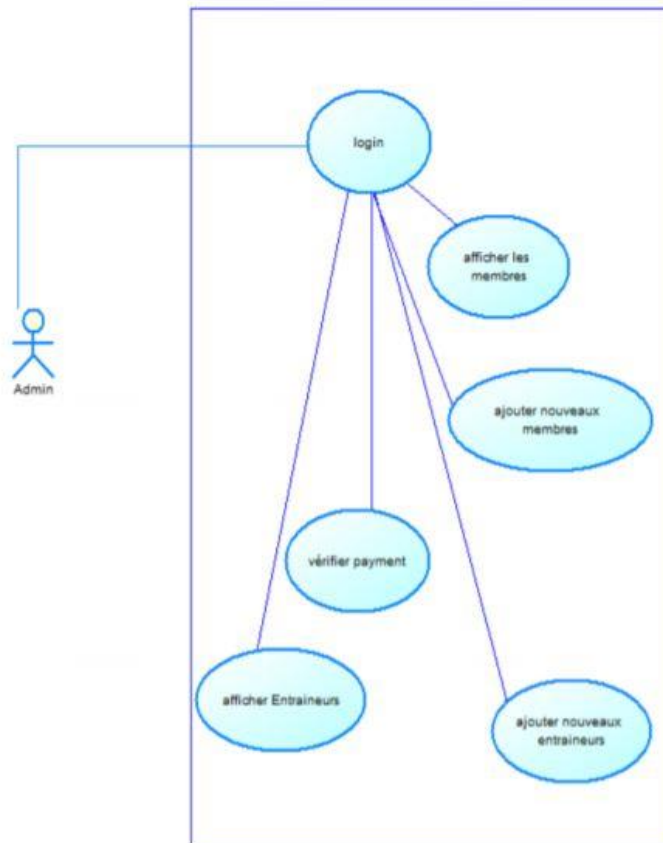 login
afficher les
membres
Admin
ajouter nouveaux
membres
vérifier payment
afficher Entraineurs
ajouter nouveaux
entraineurs